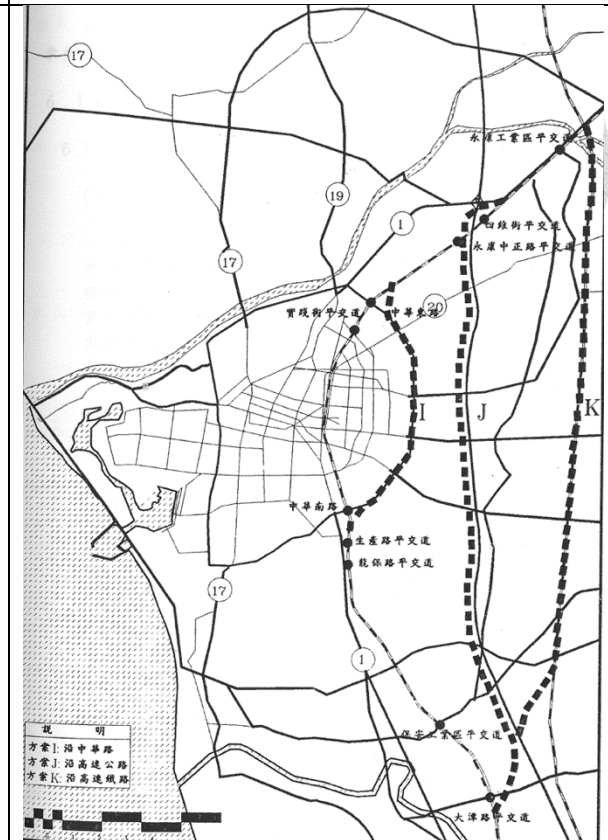 17
永康工業區平交道
19
1
四維街平交道
永康中正路平交道
17
20
實踐街平交道
中華東路
I
J
K
中華南路
生產路平交道
龍保路平交道
17
1
保安工業區平交道
大潭路平交道
說 明
方案I: 沿中華路
方案J: 沿高速公路
方案K: 沿高速鐵路